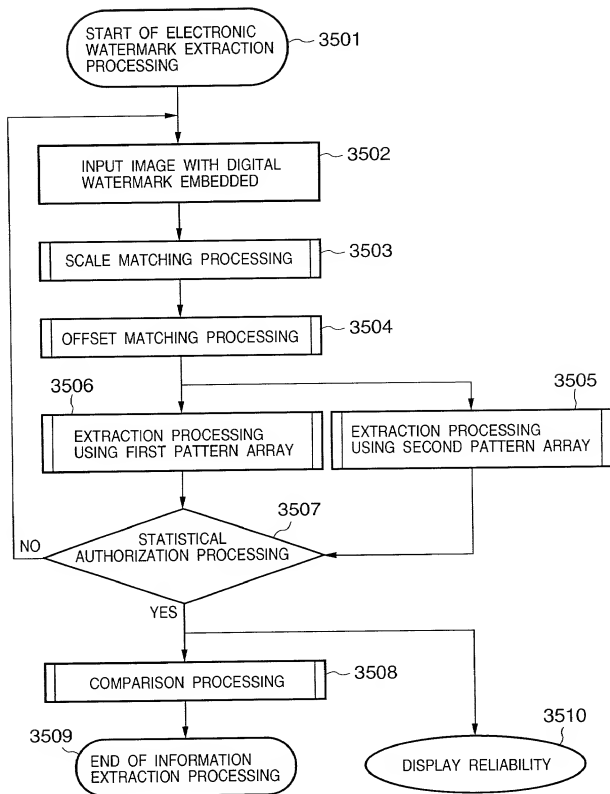 START OF ELECTRONIC
WATERMARK EXTRACTION
PROCESSING
3501
INPUT IMAGE WITH DIGITAL
WATERMARK EMBEDDED
3502
SCALE MATCHING PROCESSING
3503
OFFSET MATCHING PROCESSING
3504
3506
EXTRACTION PROCESSING
USING FIRST PATTERN ARRAY
3505
EXTRACTION PROCESSING
USING SECOND PATTERN ARRAY
3507
STATISTICAL
AUTHORIZATION PROCESSING
NO
YES
COMPARISON PROCESSING
3508
3509
END OF INFORMATION
EXTRACTION PROCESSING
3510
DISPLAY RELIABILITY